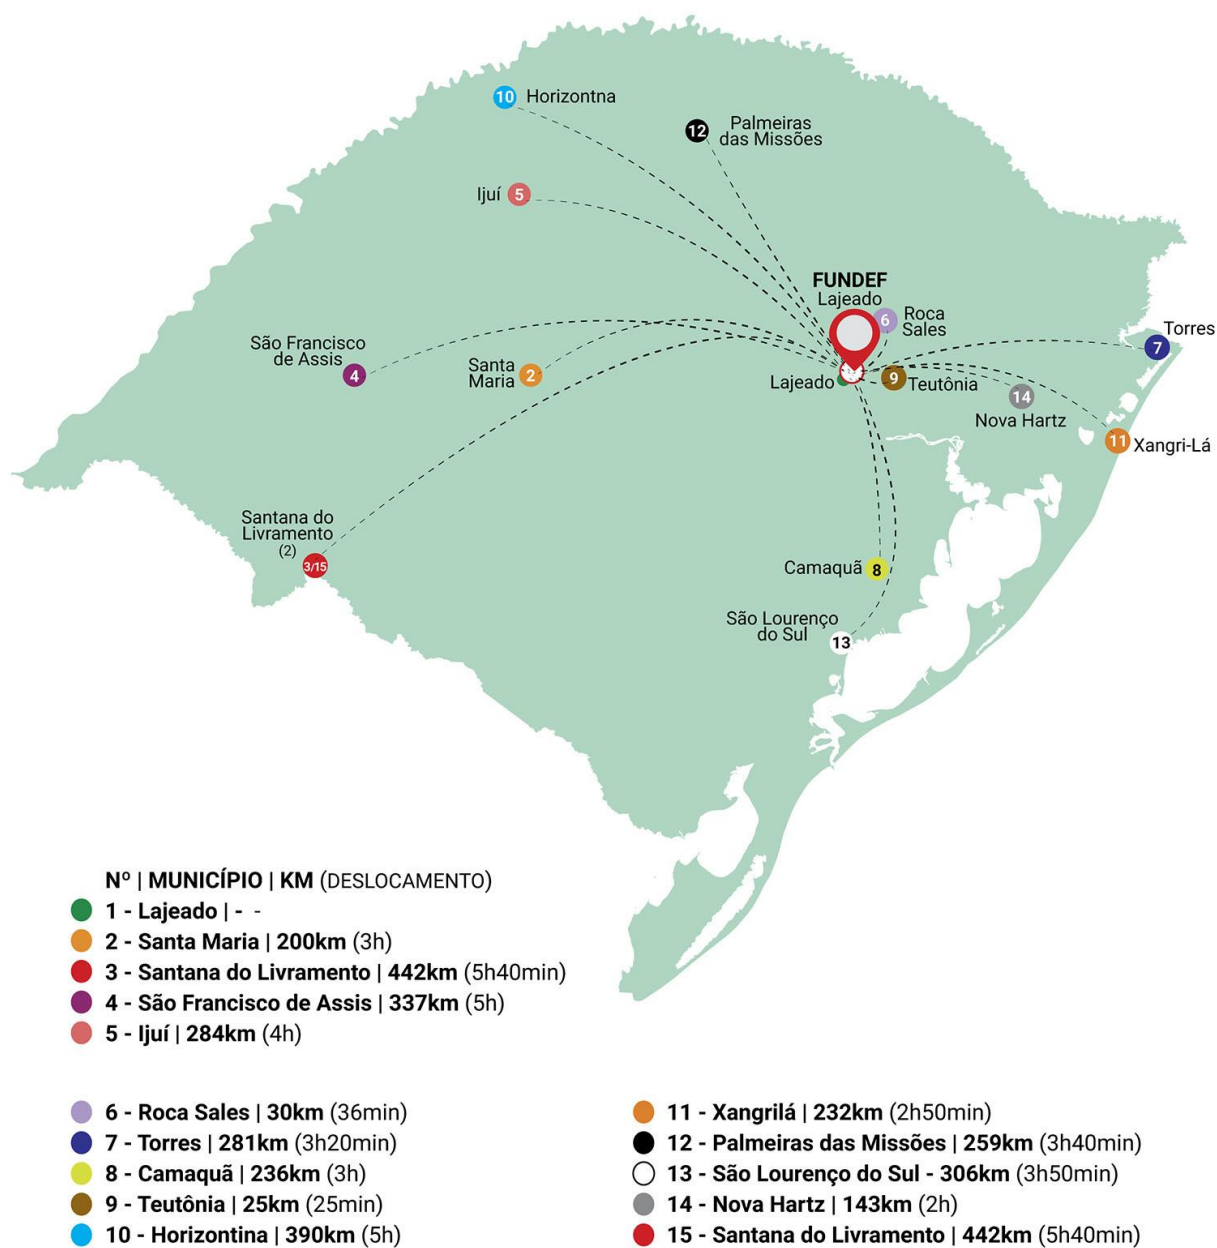 10 Horizontna
12 Palmeiras
das Missões
Ijuí 5
FUNDEF
Lajeado
6 Roca
Sales
Torres
7
São Francisco
de Assis
4
Santa
Maria
2
Lajeado
9 Teutônia
14
Nova Hartz
11 Xangri-Lá
Santana do
Livramento
(2)
3/15
Camaquã 8
São Lourenço
do Sul
13
Nº | MUNICÍPIO | KM (DESLOCAMENTO)
1 - Lajeado | - -
2 - Santa Maria | 200km (3h)
3 - Santana do Livramento | 442km (5h40min)
4 - São Francisco de Assis | 337km (5h)
5 - Ijuí | 284km (4h)
6 - Roca Sales | 30km (36min)
7 - Torres | 281km (3h20min)
8 - Camaquã | 236km (3h)
9 - Teutônia | 25km (25min)
10 - Horizontina | 390km (5h)
11 - Xangrilá | 232km (2h50min)
12 - Palmeiras das Missões | 259km (3h40min)
13 - São Lourenço do Sul - 306km (3h50min)
14 - Nova Hartz | 143km (2h)
15 - Santana do Livramento | 442km (5h40min)